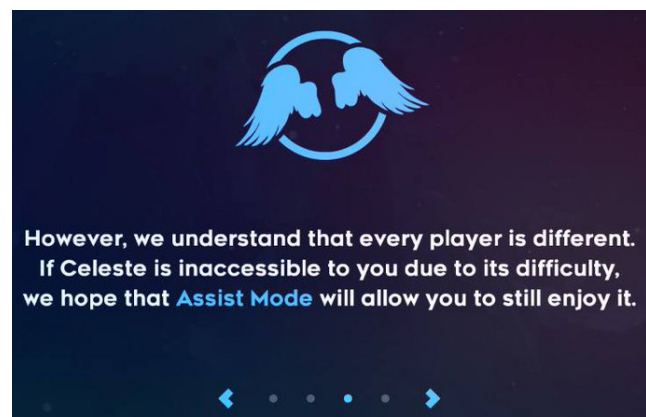 However, we understand that every player is different.
If Celeste is inaccessible to you due to its difficulty,
we hope that Assist Mode will allow you to still enjoy it.